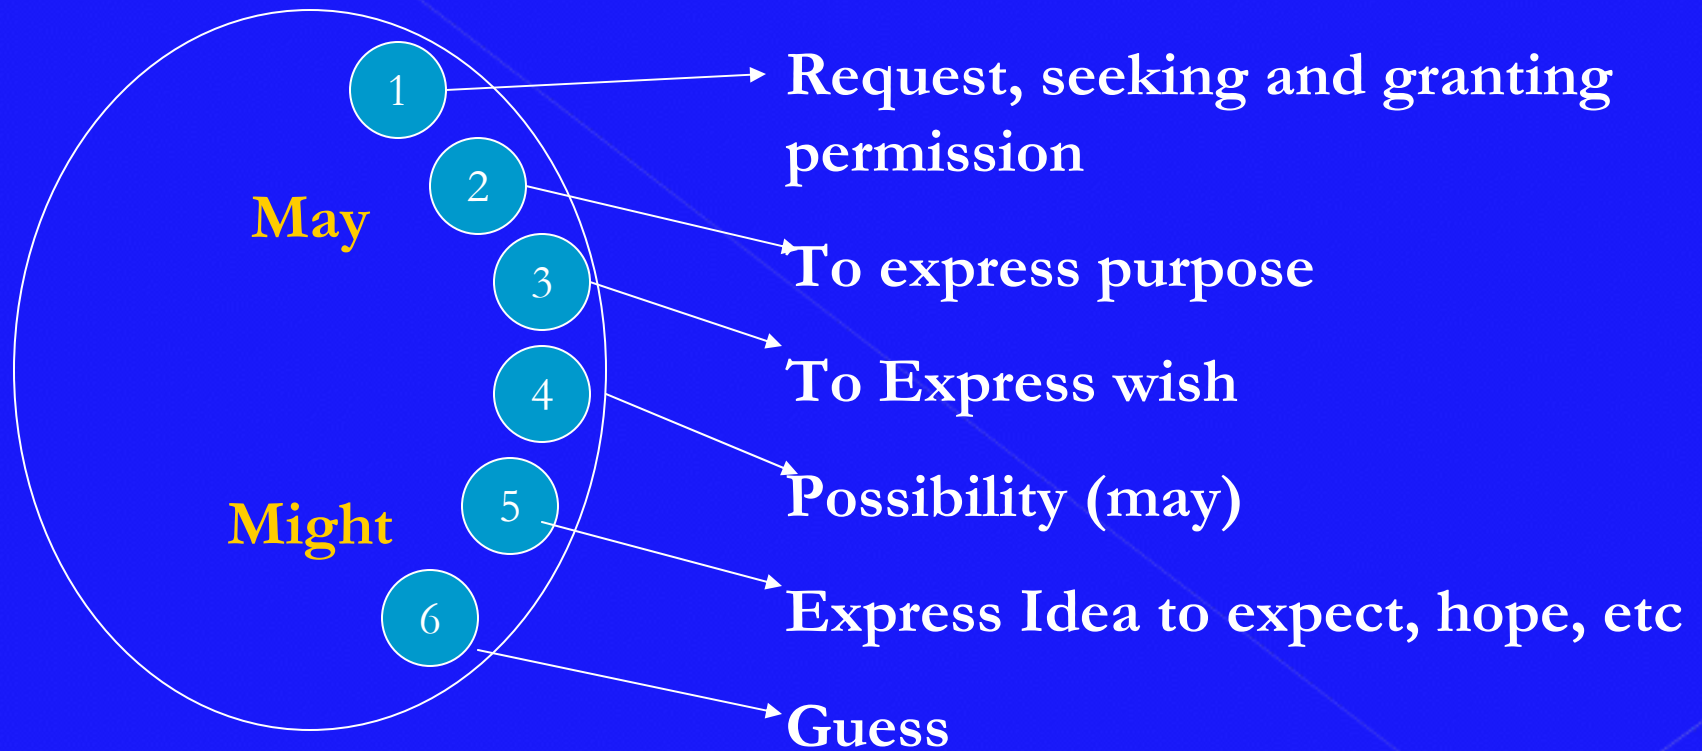 1
Request, seeking and granting
permission
2
May
To express purpose
3
To Express wish
4
Possibility (may)
5
Might
Express Idea to expect, hope, etc
6
Guess